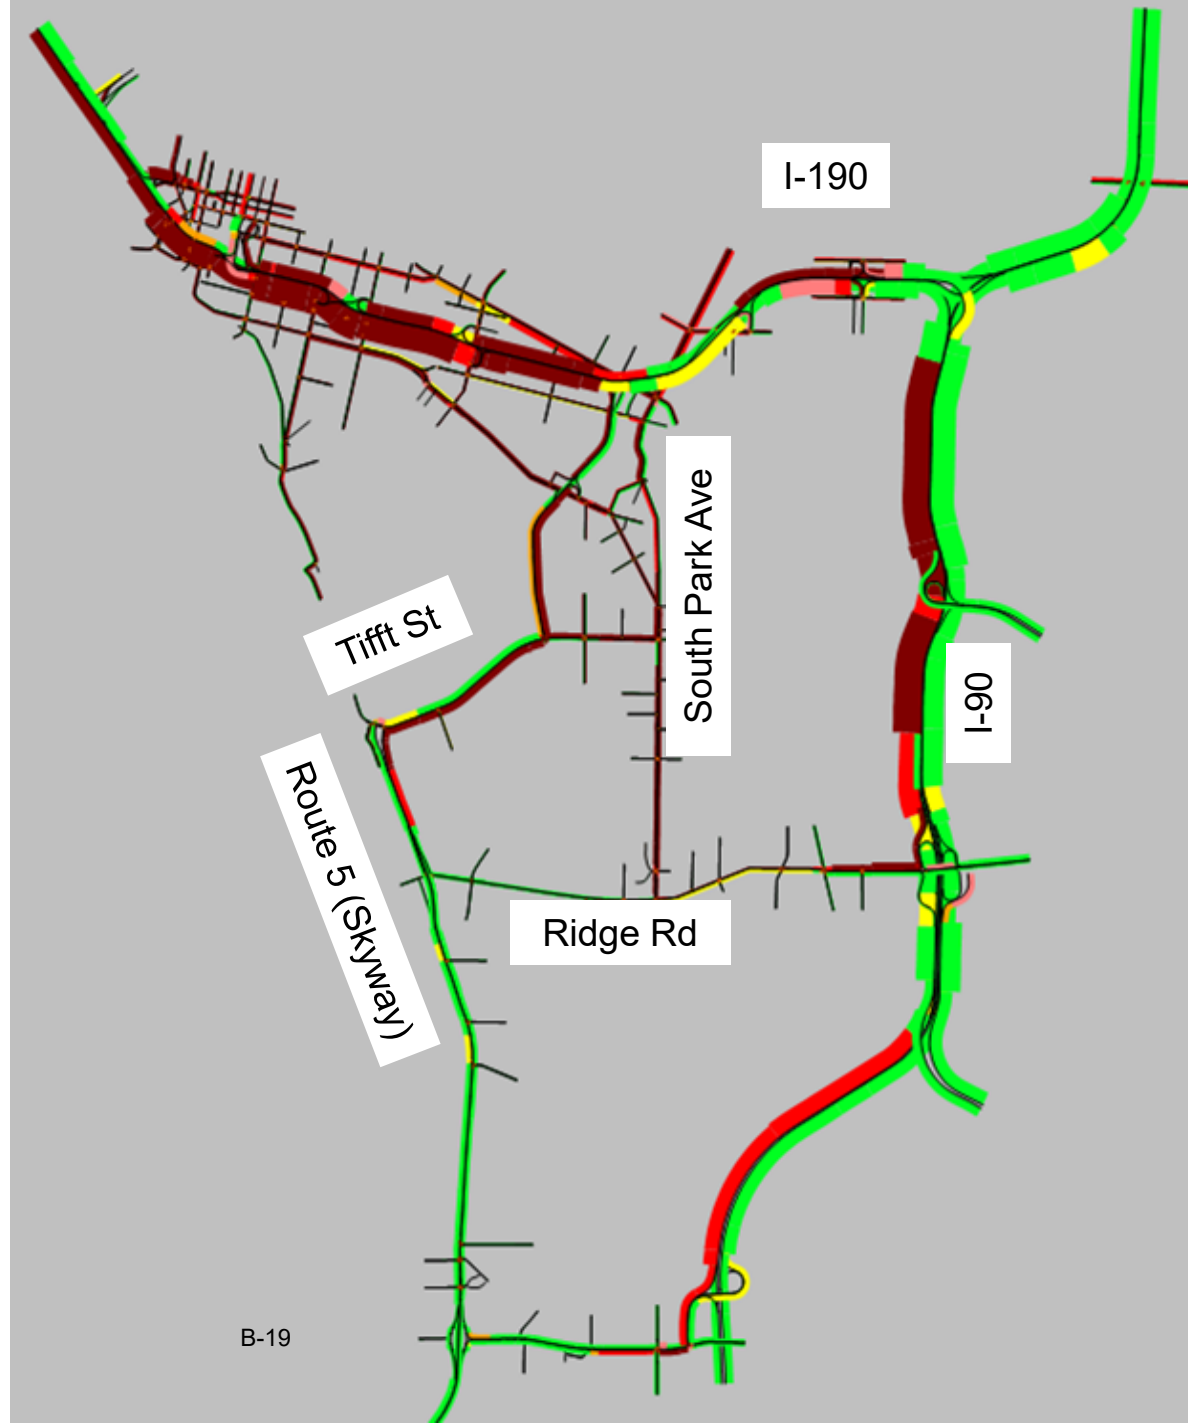 I-190
South Park Ave
Tifft St
I-90
Route 5 (Skyway)
Ridge Rd
B-19